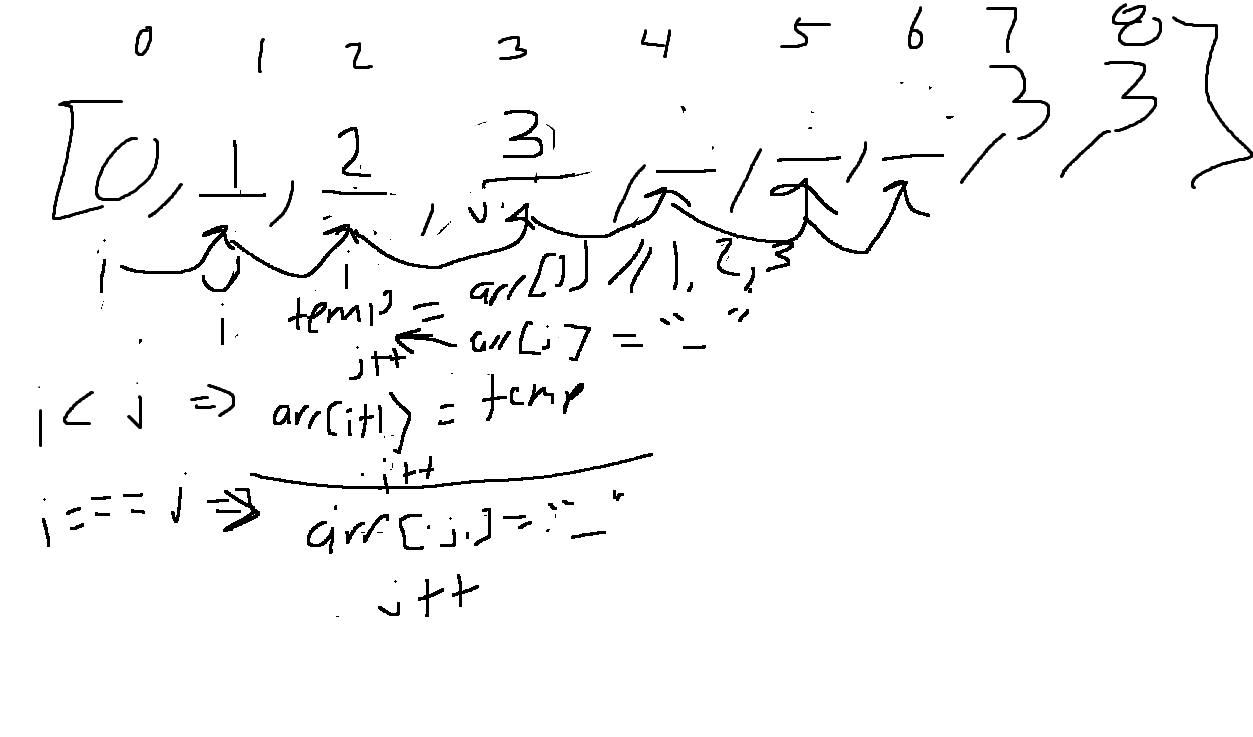 0 1 2 3 4 5 6 7 8
[0, 1, 2, 3, _, _, _, 3, 3]
i j i
i temp = arr[j] // 1, 2, 3
j++ arr[j] = "_"
i < j => arr[i+1] = temp
i++
i === j => arr[j] = "_"
j++